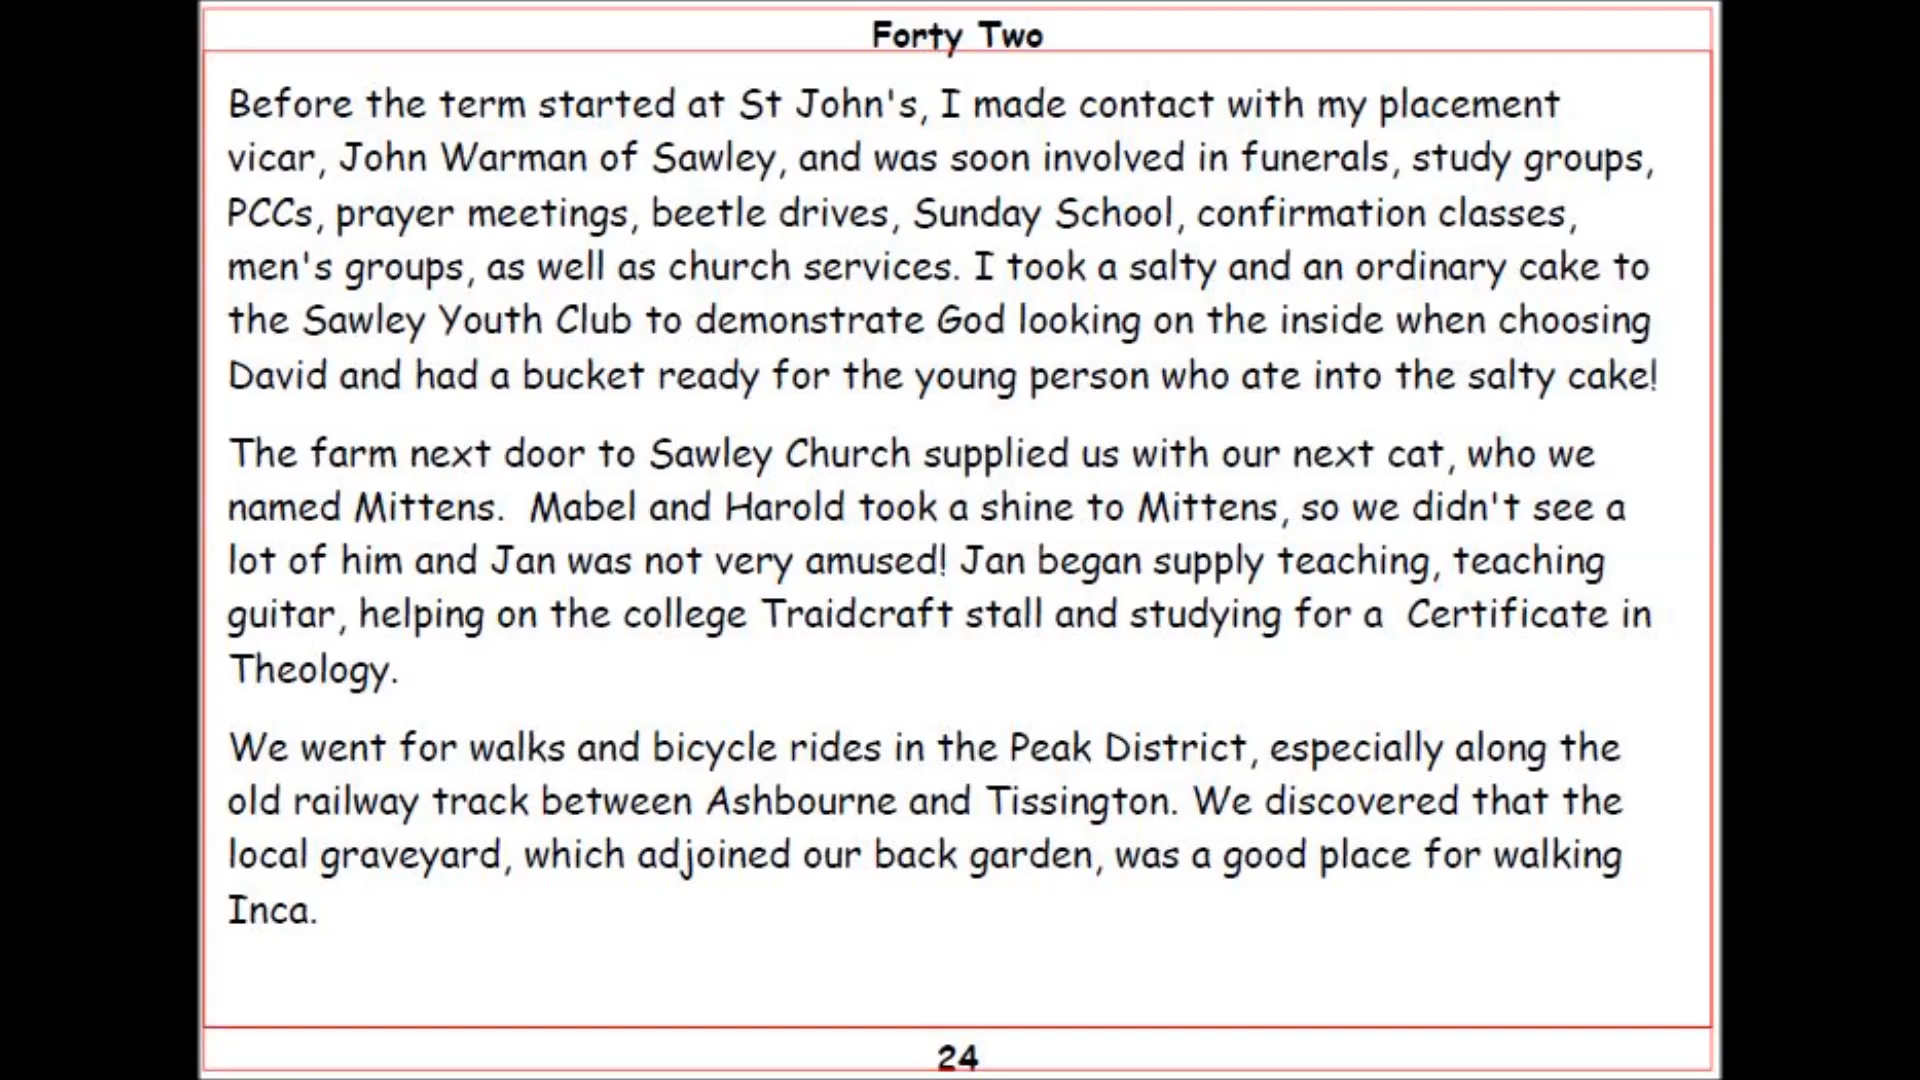 Forty Two
Before the term started at St John's, I made contact with my placement
vicar, John Warman of Sawley, and was soon involved in funerals, study groups,
PCCs, prayer meetings, beetle drives, Sunday School, confirmation classes,
men's groups, as well as church services. I took a salty and an ordinary cake to
the Sawley Youth Club to demonstrate God looking on the inside when choosing
David and had a bucket ready for the young person who ate into the salty cake!
The farm next door to Sawley Church supplied us with our next cat, who we
named Mittens.  Mabel and Harold took a shine to Mittens, so we didn't see a
lot of him and Jan was not very amused! Jan began supply teaching, teaching
guitar, helping on the college Traidcraft stall and studying for a  Certificate in
Theology.
We went for walks and bicycle rides in the Peak District, especially along the
old railway track between Ashbourne and Tissington. We discovered that the
local graveyard, which adjoined our back garden, was a good place for walking
Inca.
24